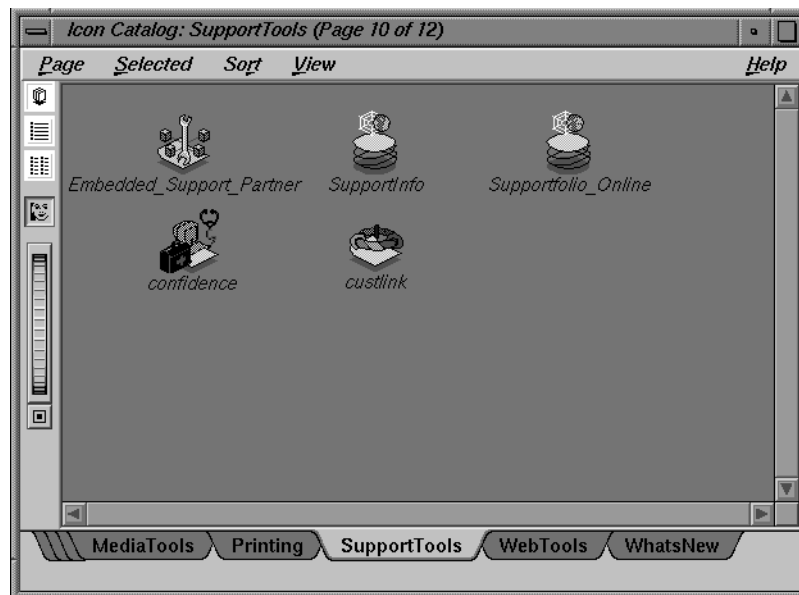 Icon Catalog: SupportTools (Page 10 of 12)
Page Selected Sort View Help
Embedded_Support_Partner SupportInfo Supportfolio_Online
confidence custlink
MediaTools Printing SupportTools WebTools WhatsNew